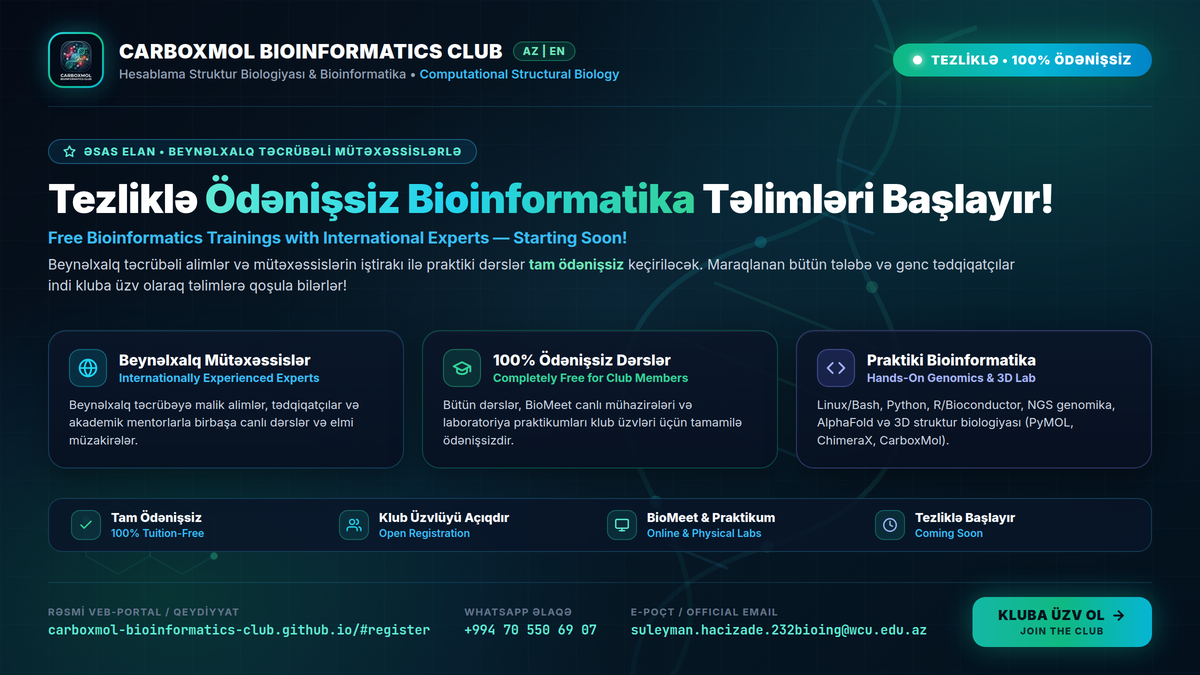 CARBOXMOL BIOINFORMATICS CLUB
AZ | EN
Hesablama Struktur Biologiyası & Bioinformatika • Computational Structural Biology
CARBOXMOL
BIOINFORMATICS CLUB
TEZLİKLƏ • 100% ÖDƏNİŞSİZ
ƏSAS ELAN • BEYNƏLXALQ TƏCRÜBƏLİ MÜTƏXƏSSİSLƏRLƏ
Tezliklə Ödənişsiz Bioinformatika Təlimləri Başlayır!
Free Bioinformatics Trainings with International Experts — Starting Soon!
Beynəlxalq təcrübəli alimlər və mütəxəssislərin iştirakı ilə praktiki dərslər tam ödənişsiz keçiriləcək. Maraqlanan bütün tələbə və gənc tədqiqatçılar
indi kluba üzv olaraq təlimlərə qoşula bilərlər!
Beynəlxalq Mütəxəssislər
Internationally Experienced Experts
Beynəlxalq təcrübəyə malik alimlər, tədqiqatçılar və
akademik mentorlarla birbaşa canlı dərslər və elmi
müzakirələr.
100% Ödənişsiz Dərslər
Completely Free for Club Members
Bütün dərslər, BioMeet canlı mühazirələri və
laboratoriya praktikumları klub üzvləri üçün tamamilə
ödənişsizdir.
Praktiki Bioinformatika
Hands-On Genomics & 3D Lab
Linux/Bash, Python, R/Bioconductor, NGS genomika,
AlphaFold və 3D struktur biologiyası (PyMOL,
ChimeraX, CarboxMol).
Tam Ödənişsiz
100% Tuition-Free
Klub Üzvlüyü Açıqdır
Open Registration
BioMeet & Praktikum
Online & Physical Labs
Tezliklə Başlayır
Coming Soon
RƏSMİ VEB-PORTAL / QEYDİYYAT
carboxmol-bioinformatics-club.github.io/#register
WHATSAPP ƏLAQƏ
+994 70 550 69 07
E-POÇT / OFFICIAL EMAIL
suleyman.hacizade.232bioing@wcu.edu.az
KLUBA ÜZV OL →
JOIN THE CLUB